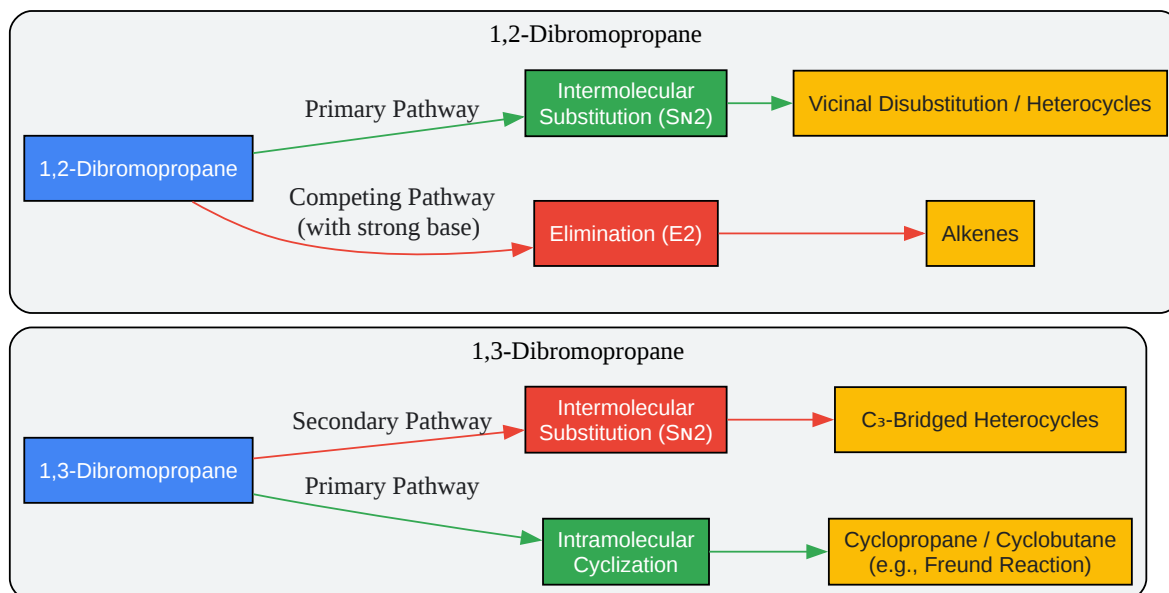 1,2-Dibromopropane
Primary Pathway
Intermolecular
Substitution (Sɴ2)
Vicinal Disubstitution / Heterocycles
1,2-Dibromopropane
Competing Pathway
(with strong base)
Elimination (E2)
Alkenes
1,3-Dibromopropane
Secondary Pathway
Intermolecular
Substitution (Sɴ2)
C₃-Bridged Heterocycles
1,3-Dibromopropane
Primary Pathway
Intramolecular
Cyclization
Cyclopropane / Cyclobutane
(e.g., Freund Reaction)